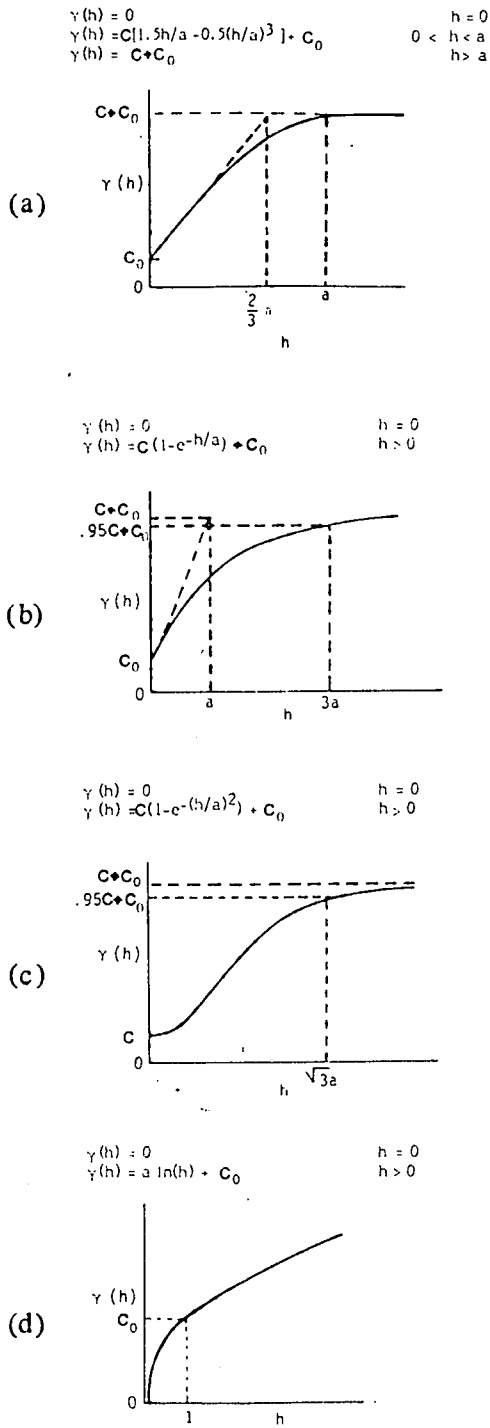 γ(h) = 0 h = 0
γ(h) =C[1.5h/a -0.5(h/a)³ ]+ C₀ 0 < h < a
γ(h) = C+C₀ h> a
C+C₀
γ(h)
(a)
C₀
0
2/3 a a
h
γ(h) = 0 h = 0
γ(h) =C(1-e^-h/a) + C₀ h > 0
C+C₀
.95C+C₀
γ(h)
(b)
C₀
0
a h 3a
γ(h) = 0 h = 0
γ(h) =C(1-e^-(h/a)²) + C₀ h > 0
C+C₀
.95C+C₀
γ(h)
(c)
C
0
h √3a
γ(h) = 0 h = 0
γ(h) = a ln(h) + C₀ h > 0
γ(h)
C₀
(d)
0
1 h